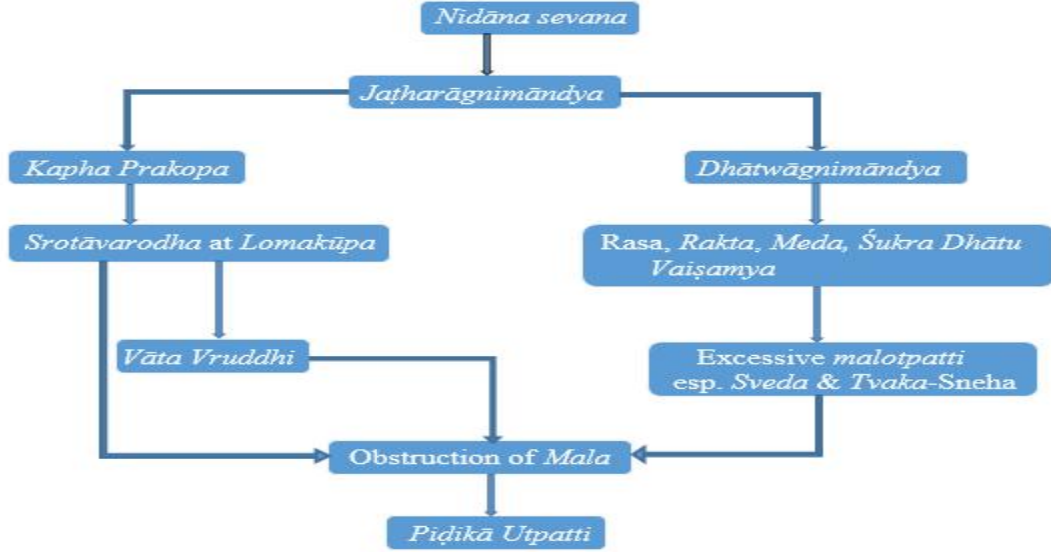 Nidāna sevana
Jaṭharāgnimāndya
Kapha Prakopa
Dhātwāgnimāndya
Srotāvarodha at Lomakūpa
Rasa, Rakta, Meda, Śukra Dhātu
Vaiṣamya
Vāta Vruddhi
Excessive malotpatti
esp. Sveda & Tvaka-Sneha
Obstruction of Mala
Piḍikā Utpatti